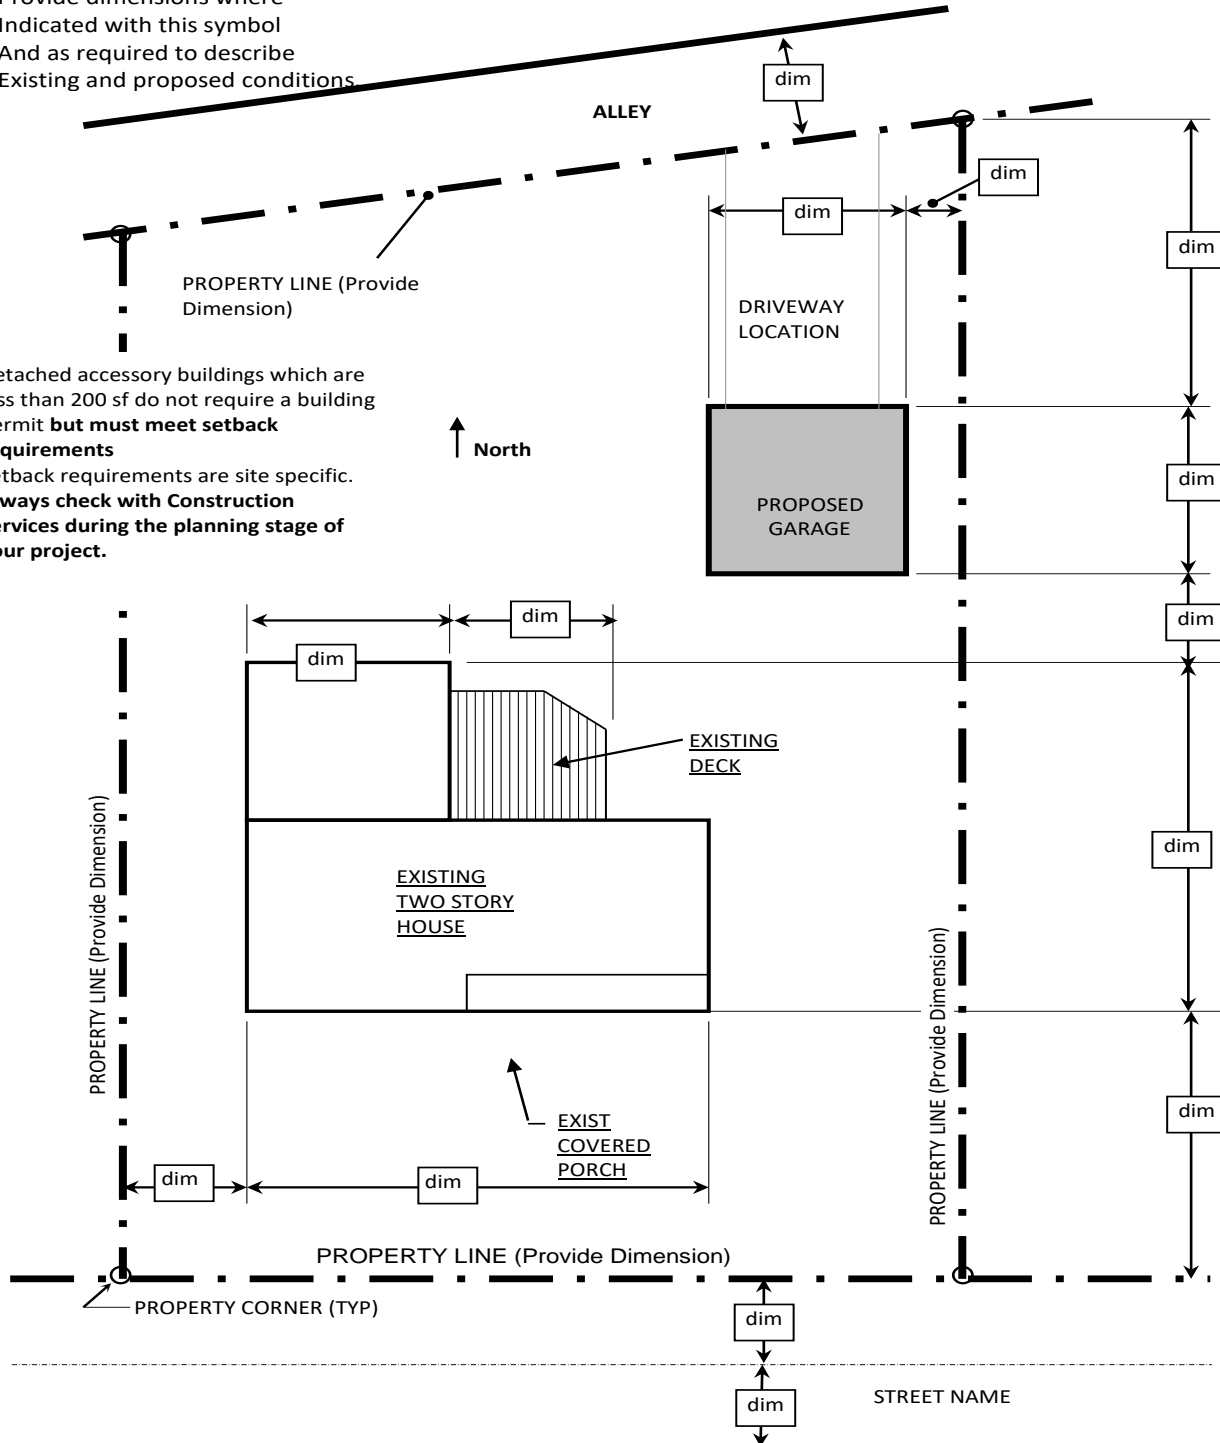 Provide dimensions where
Indicated with this symbol
And as required to describe
Existing and proposed conditions.
dim
ALLEY
dim
dim
dim
PROPERTY LINE (Provide
Dimension)
DRIVEWAY
LOCATION
etached accessory buildings which are
ss than 200 sf do not require a building
ermit but must meet setback
quirements
etback requirements are site specific.
ways check with Construction
ervices during the planning stage of
our project.
North
PROPOSED
GARAGE
dim
dim
dim
dim
dim
EXISTING
DECK
EXISTING
TWO STORY
HOUSE
dim
PROPERTY LINE (Provide Dimension)
PROPERTY LINE (Provide Dimension)
EXIST
COVERED
PORCH
dim
dim
dim
PROPERTY LINE (Provide Dimension)
PROPERTY CORNER (TYP)
dim
STREET NAME
dim